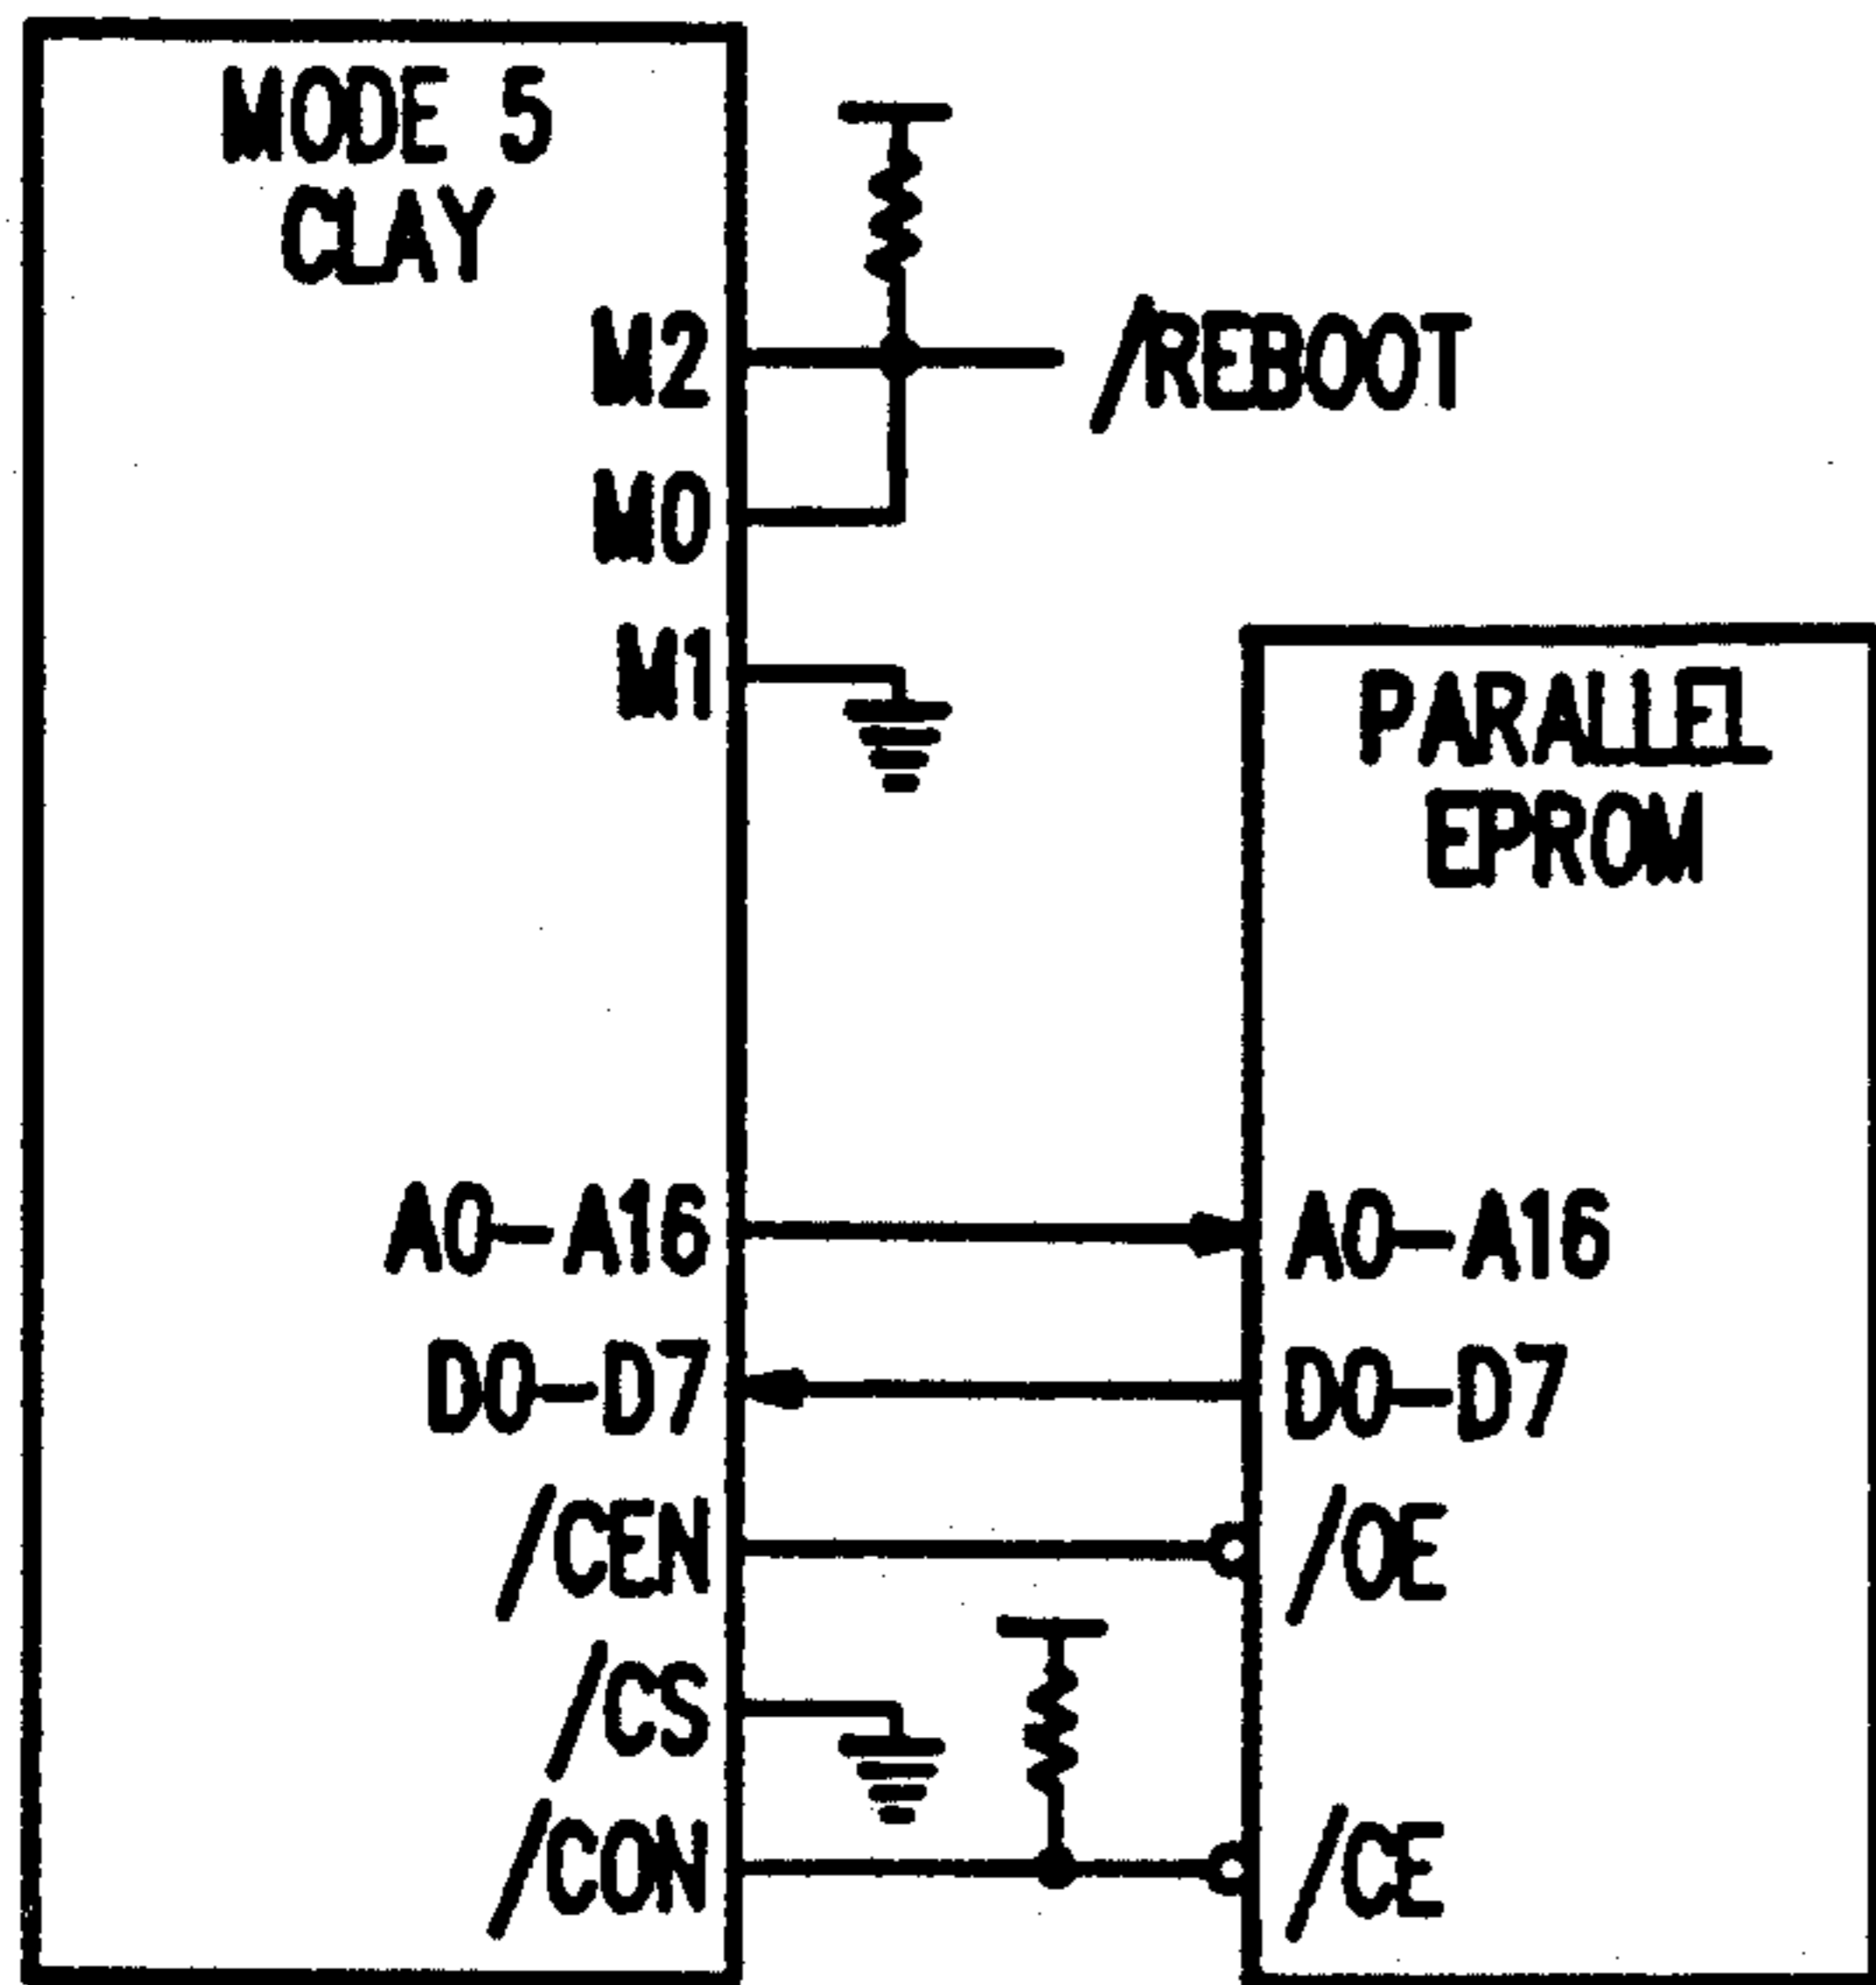 MODE 5
CLAY
M2
/REBOOT
M0
M1
PARALLEL
EPROM
A0-A16
A0-A16
D0-D7
D0-D7
/CEN
/OE
/CS
/CON
/CE